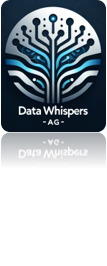 Data Whispers
- AG -